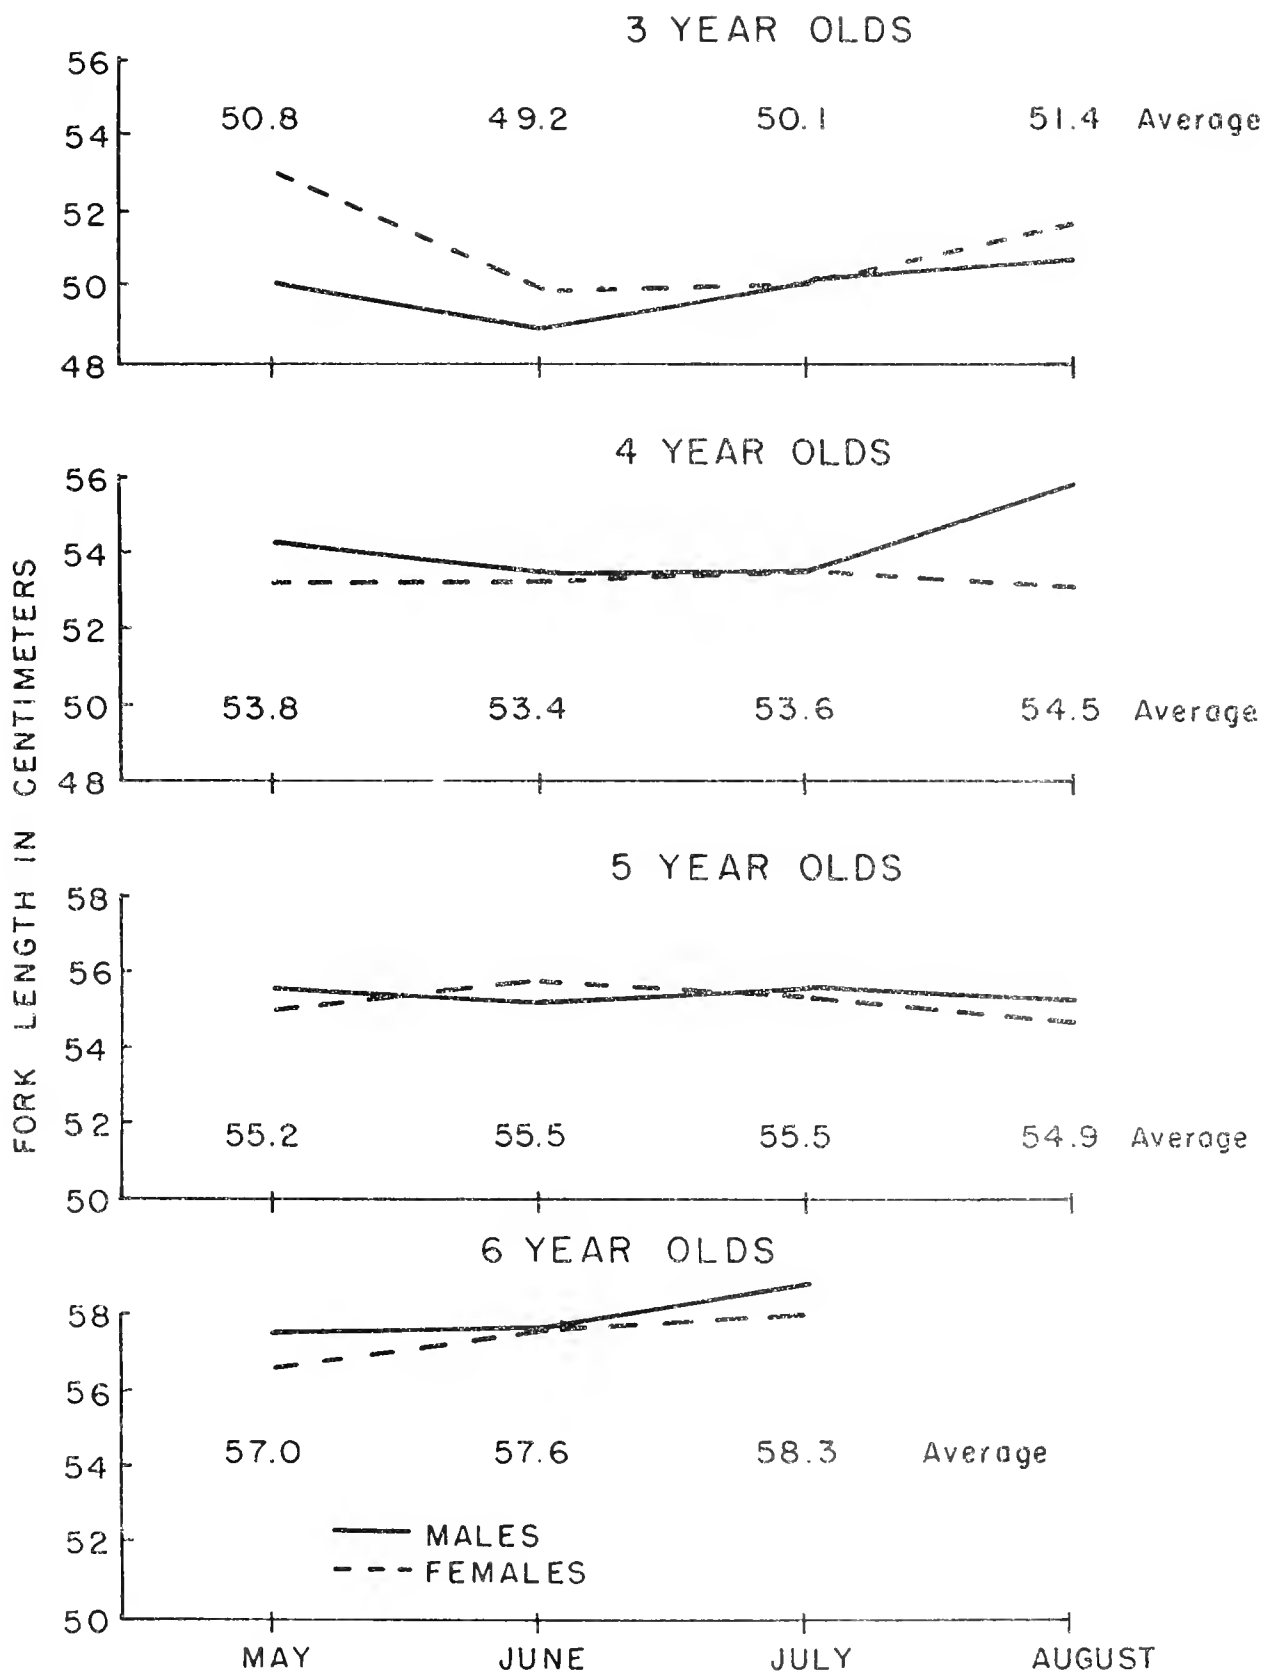 3 YEAR OLDS
56
50.8 49.2 50.1 51.4 Average
54
52
50
48
4 YEAR OLDS
56
54
52
50
53.8 53.4 53.6 54.5 Average
48
FORK LENGTH IN CENTIMETERS
5 YEAR OLDS
58
56
54
52
55.2 55.5 55.5 54.9 Average
50
6 YEAR OLDS
58
56
57.0 57.6 58.3 Average
54
52
MALES
FEMALES
50
MAY JUNE JULY AUGUST